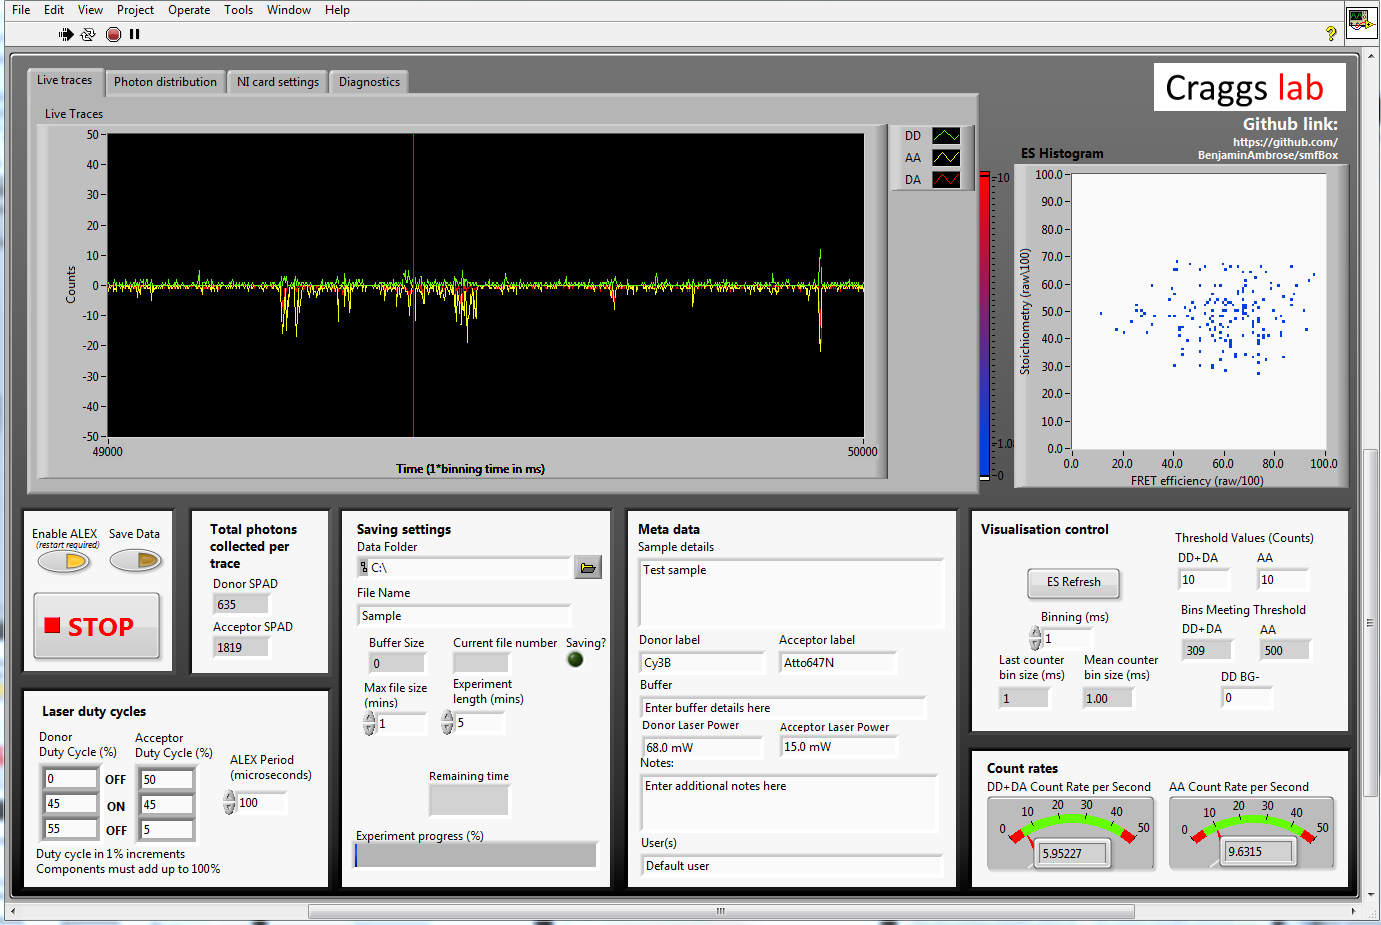 File Edit View Project Operate Tools Window Help
?
Live traces Photon distribution NI card settings Diagnostics
Craggs lab
Github link:
https://github.com/
BenjaminAmbrose/smfBox
Live Traces
Counts
50
40
30
20
10
0
-10
-20
-30
-40
-50
49000 50000
Time (1*binning time in ms)
DD
AA
DA
-10
-1.0
-0
ES Histogram
Stoichiometry (raw\100)
100.0
90.0
80.0
70.0
60.0
50.0
40.0
30.0
20.0
10.0
0.0
0.0 20.0 40.0 60.0 80.0 100.0
FRET efficiency (raw/100)
Enable ALEX Save Data
(restart required)
STOP
Total photons
collected per
trace
Donor SPAD
635
Acceptor SPAD
1819
Laser duty cycles
Donor
Duty Cycle (%)
Acceptor
Duty Cycle (%)
0 OFF 50
45 ON 45
55 OFF 5
ALEX Period
(microseconds)
100
Duty cycle in 1% increments
Components must add up to 100%
Saving settings
Data Folder
C:\
File Name
Sample
Buffer Size Current file number Saving?
0
Max file size
(mins)
1
Experiment
length (mins)
5
Remaining time
Experiment progress (%)
Meta data
Sample details
Test sample
Donor label Acceptor label
Cy3B Atto647N
Buffer
Enter buffer details here
Donor Laser Power Acceptor Laser Power
68.0 mW 15.0 mW
Notes:
Enter additional notes here
User(s)
Default user
Visualisation control
ES Refresh
Binning (ms)
1
Last counter
bin size (ms)
1
Mean counter
bin size (ms)
1.00
Threshold Values (Counts)
DD+DA AA
10 10
Bins Meeting Threshold
DD+DA AA
309 500
DD BG-
0
Count rates
DD+DA Count Rate per Second AA Count Rate per Second
0 10 20 30 40 50
5.95227
0 10 20 30 40 50
9.6315